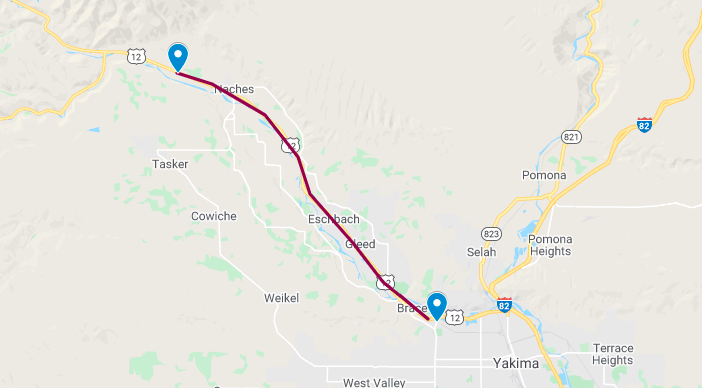 12
Naches
82
821
12
Tasker
Pomona
Cowiche
Eschbach
823
Gleed
Selah
Pomona
Heights
12
Weikel
82
Brace
12
Terrace
Heights
Yakima
West Valley